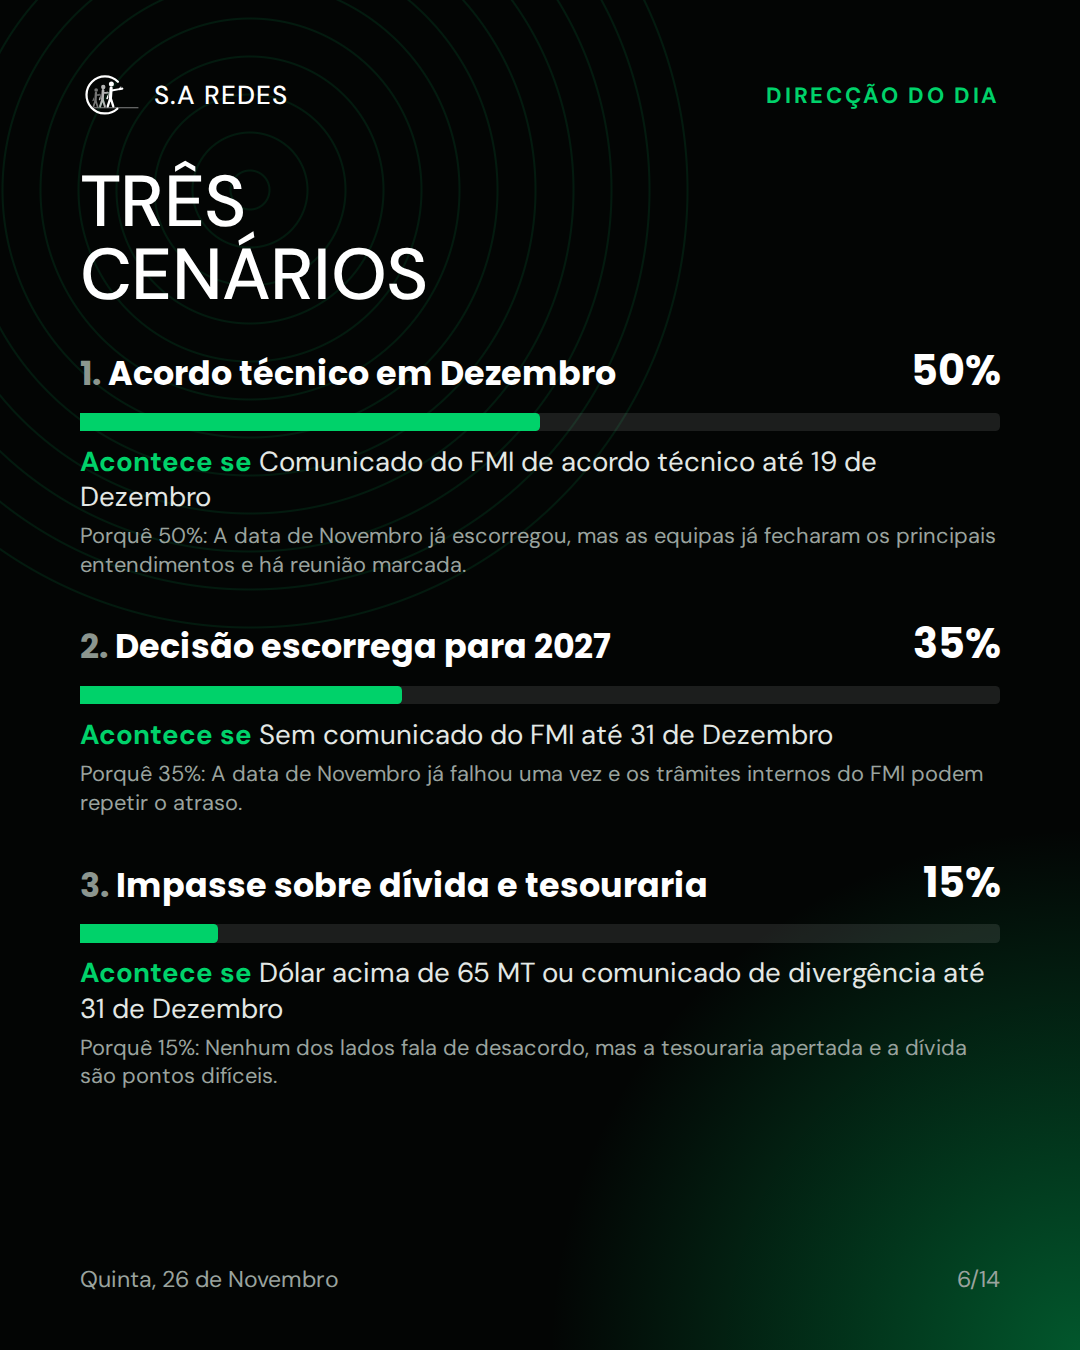 S.A REDES
DIRECÇÃO DO DIA
TRÊS
CENÁRIOS
1. Acordo técnico em Dezembro 50%
Acontece se Comunicado do FMI de acordo técnico até 19 de
Dezembro
Porquê 50%: A data de Novembro já escorregou, mas as equipas já fecharam os principais
entendimentos e há reunião marcada.
2. Decisão escorrega para 2027 35%
Acontece se Sem comunicado do FMI até 31 de Dezembro
Porquê 35%: A data de Novembro já falhou uma vez e os trâmites internos do FMI podem
repetir o atraso.
3. Impasse sobre dívida e tesouraria 15%
Acontece se Dólar acima de 65 MT ou comunicado de divergência até
31 de Dezembro
Porquê 15%: Nenhum dos lados fala de desacordo, mas a tesouraria apertada e a dívida
são pontos difíceis.
Quinta, 26 de Novembro
6/14